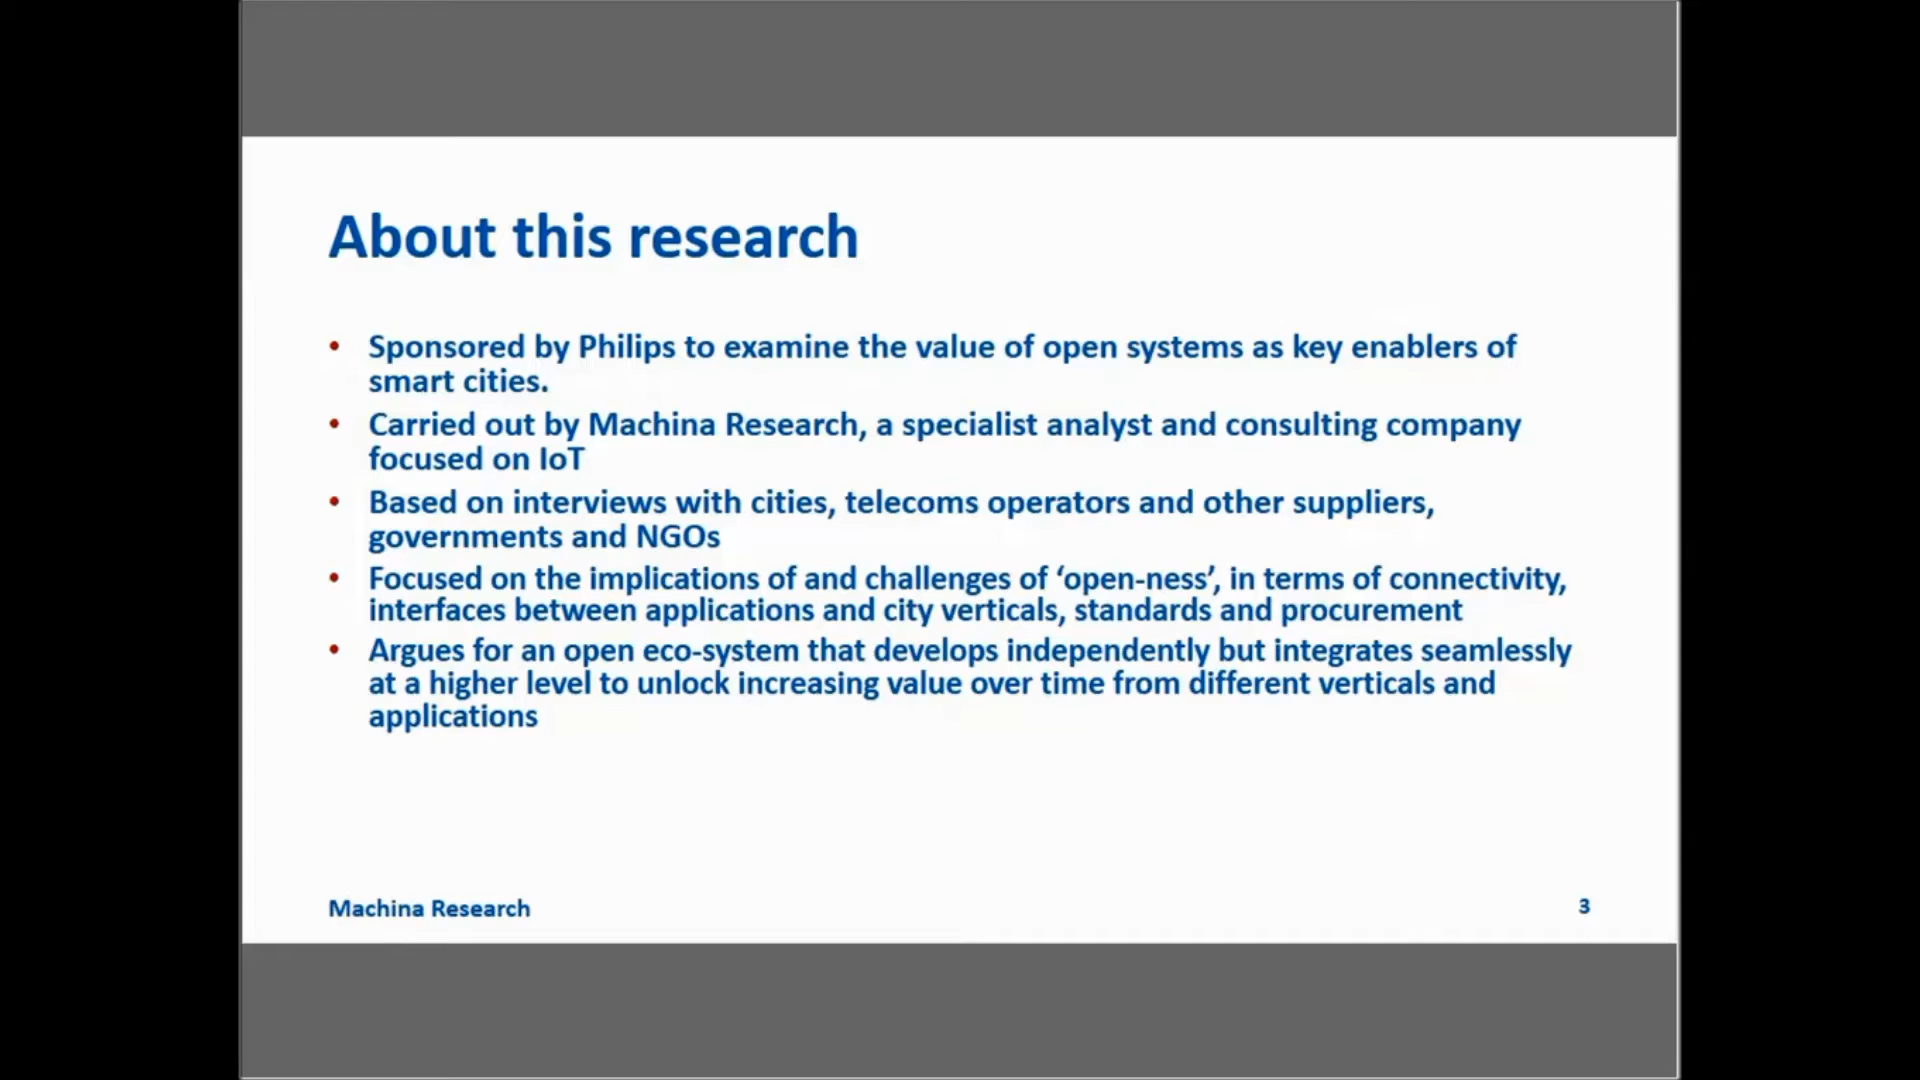 About this research
• Sponsored by Philips to examine the value of open systems as key enablers of
smart cities.
• Carried out by Machina Research, a specialist analyst and consulting company
focused on IoT
• Based on interviews with cities, telecoms operators and other suppliers,
governments and NGOs
• Focused on the implications of and challenges of ‘open-ness’, in terms of connectivity,
interfaces between applications and city verticals, standards and procurement
• Argues for an open eco-system that develops independently but integrates seamlessly
at a higher level to unlock increasing value over time from different verticals and
applications
Machina Research
3